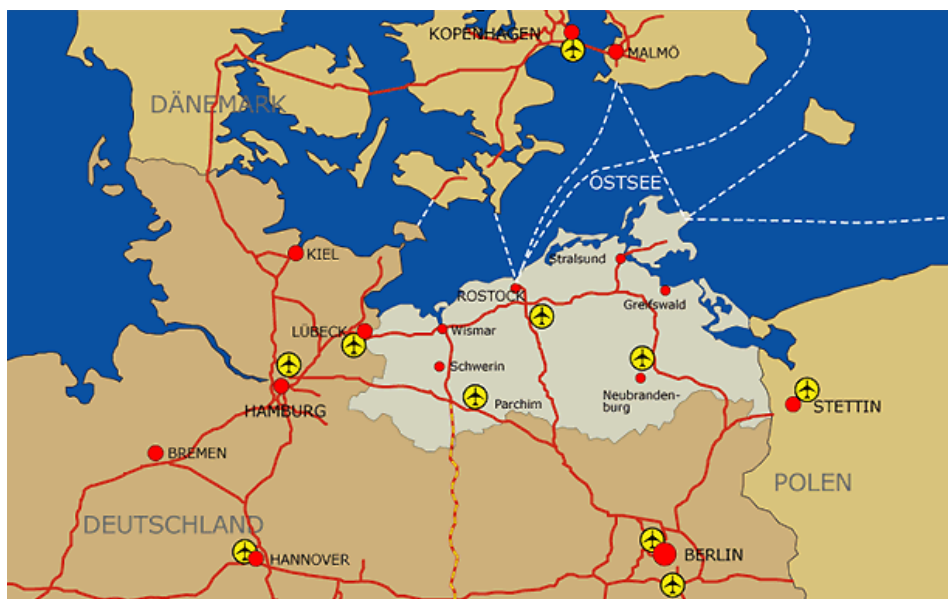 KOPENHAGEN
MALMÖ
DÄNEMARK
OSTSEE
KIEL
Stralsund
ROSTOCK
Greifswald
LÜBECK
Wismar
Schwerin
HAMBURG
Parchim
Neubranden-
burg
STETTIN
BREMEN
POLEN
DEUTSCHLAND
HANNOVER
BERLIN